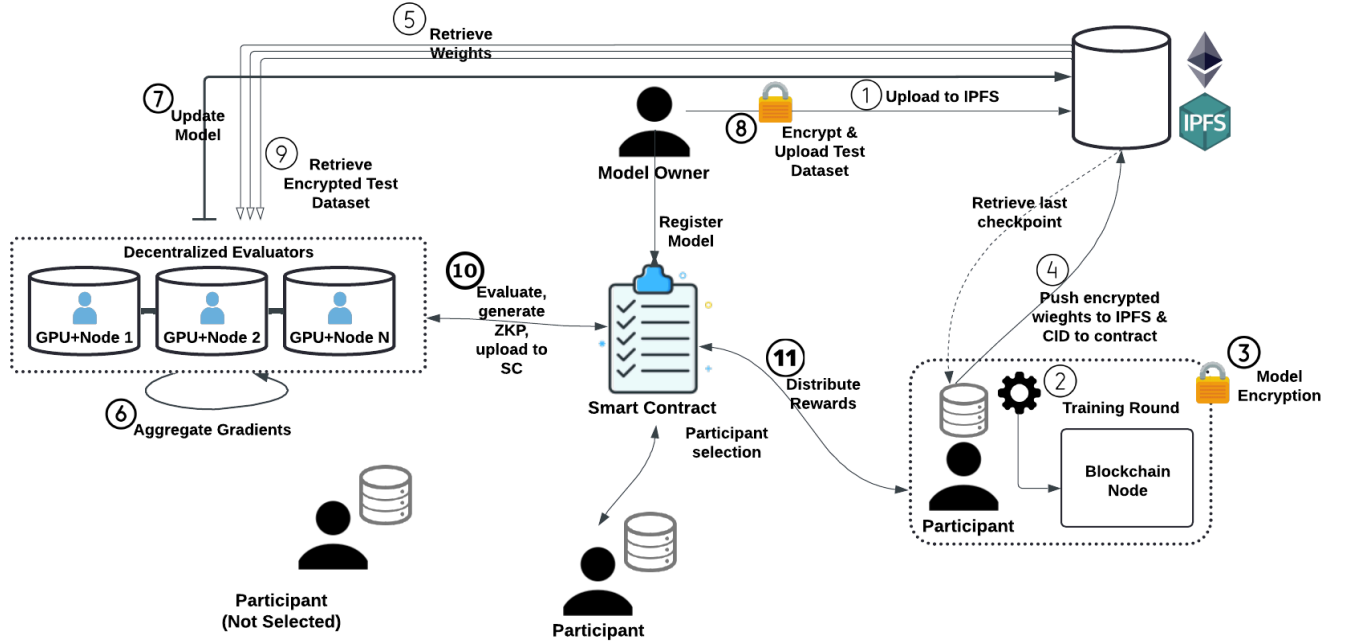 5
Retrieve
Weights
7
Update
Model
9
Retrieve
Encrypted Test
Dataset
Model Owner
8
Encrypt &
Upload Test
Dataset
1
Upload to IPFS
IPFS
Register
Model
Retrieve last
checkpoint
4
Push encrypted
wieghts to IPFS &
CID to contract
Decentralized Evaluators
GPU+Node 1
GPU+Node 2
GPU+Node N
6
Aggregate Gradients
10
Evaluate,
generate
ZKP,
upload to
SC
Smart Contract
Participant
selection
11
Distribute
Rewards
3
Model
Encryption
2
Training Round
Blockchain
Node
Participant
Participant
(Not Selected)
Participant